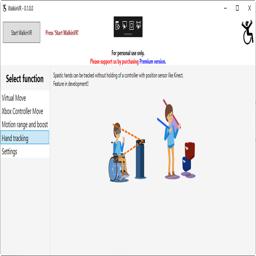 WalkinVR - 0.1.0.0
Start WalkinVR
Press 'Start WalkinVR'
For personal use only.
Please support us by purchasing Premium version.
Select function
Virtual Move
Xbox Controller Move
Motion range and boost
Hand tracking
Settings
Spastic hands can be tracked without holding of a controller with position sensor like Kinect.
Feature in development!!